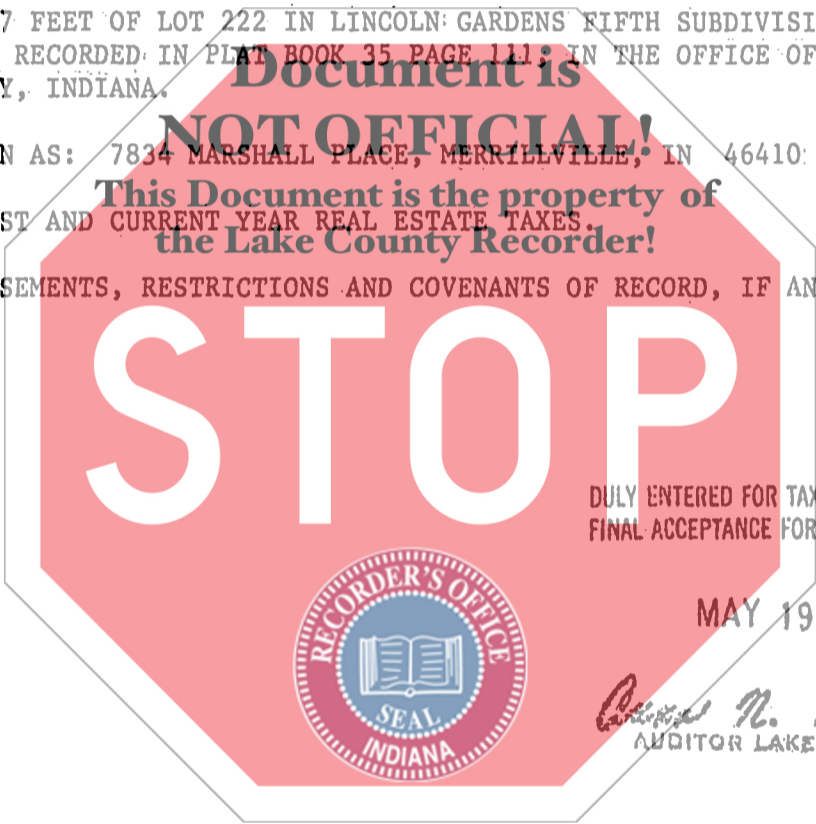 7 FEET OF LOT 222 IN LINCOLN GARDENS FIFTH SUBDIVISI
RECORDED IN PLAT BOOK 35 PAGE 111, IN THE OFFICE OF
Document is
Y, INDIANA.
NOT OFFICIAL!
N AS: 7834 MARSHALL PLACE, MERRILLVILLE, IN 46410
This Document is the property of
ST AND CURRENT YEAR REAL ESTATE TAXES.
the Lake County Recorder!
SEMENTS, RESTRICTIONS AND COVENANTS OF RECORD, IF AN
STOP
DULY ENTERED FOR TAX
FINAL ACCEPTANCE FOR
RECORDER'S OFFICE
MAY 19
SEAL
INDIANA
N.
AUDITOR LAKE